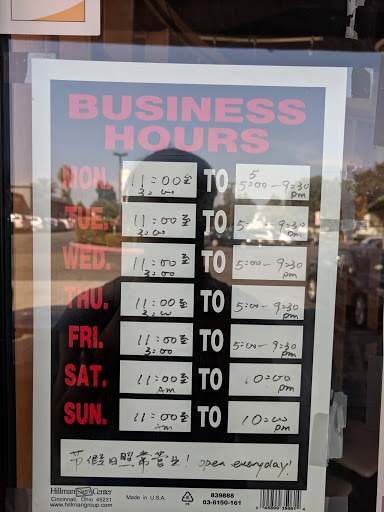 BUSINESS
HOURS
MON. 11:00至 3:00 TO 5 5:00-9:30 pm
TUE. 11:00至 3:00 TO 5:00-9:30 pm
WED. 11:00至 3:00 TO 5:00-9:30 pm
THU. 11:00至 3:00 TO 5:00-9:30 pm
FRI. 11:00至 3:00 TO 5:00-9:30 pm
SAT. 11:00至 Am TO 10:00 pm
SUN. 11:00至 Am TO 10:00 pm
节假日照常营业! open everyday!
Hillman Sign Center
Cincinnati, Ohio 45231
www.hillmangroup.com
Made in U.S.A.
839888
03-6150-161